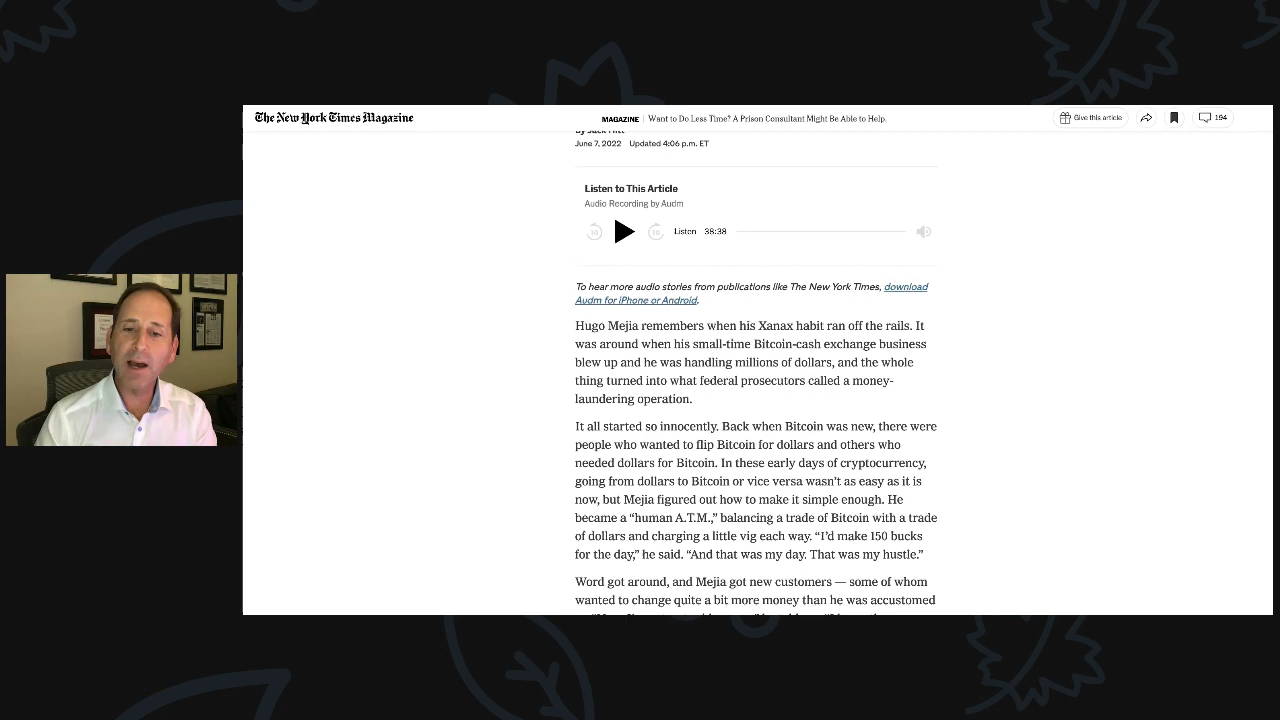 The New York Times Magazine
MAGAZINE | Want to Do Less Time? A Prison Consultant Might Be Able to Help.
Give this article
194
By Jack Hitt
June 7, 2022 Updated 4:06 p.m. ET
Listen to This Article
Audio Recording by Audm
10
10
Listen 38:38
To hear more audio stories from publications like The New York Times, download
Audm for iPhone or Android.
Hugo Mejia remembers when his Xanax habit ran off the rails. It
was around when his small-time Bitcoin-cash exchange business
blew up and he was handling millions of dollars, and the whole
thing turned into what federal prosecutors called a money-
laundering operation.
It all started so innocently. Back when Bitcoin was new, there were
people who wanted to flip Bitcoin for dollars and others who
needed dollars for Bitcoin. In these early days of cryptocurrency,
going from dollars to Bitcoin or vice versa wasn’t as easy as it is
now, but Mejia figured out how to make it simple enough. He
became a “human A.T.M.,” balancing a trade of Bitcoin with a trade
of dollars and charging a little vig each way. “I’d make 150 bucks
for the day,” he said. “And that was my day. That was my hustle.”
Word got around, and Mejia got new customers — some of whom
wanted to change quite a bit more money than he was accustomed